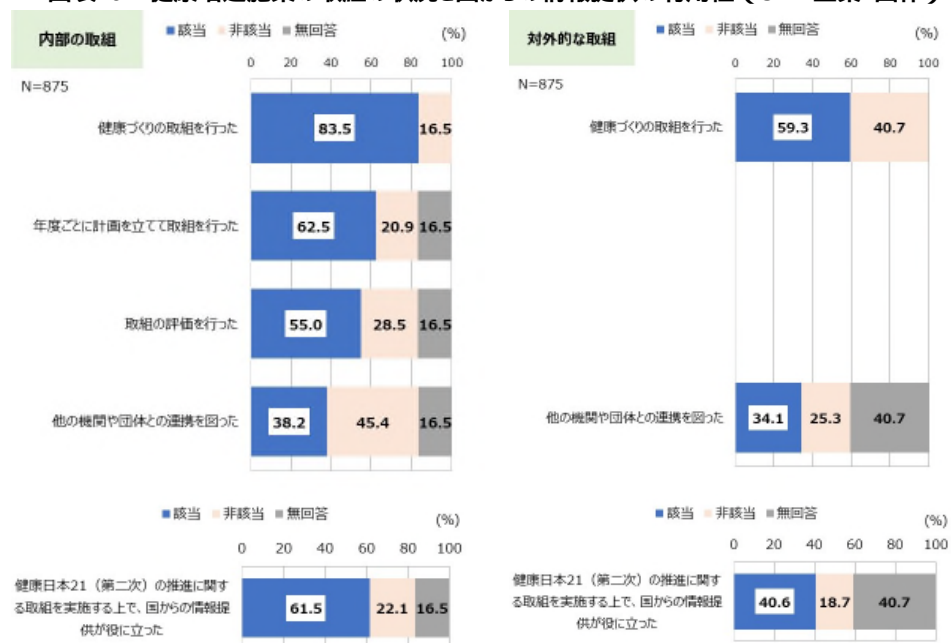 内部の取組
■該当 ■非該当 ■無回答
(%)
0 20 40 60 80 100
N=875
健康づくりの取組を行った
83.5 16.5
年度ごとに計画を立てて取組を行った
62.5 20.9 16.5
取組の評価を行った
55.0 28.5 16.5
他の機関や団体との連携を図った
38.2 45.4 16.5
■該当 ■非該当 ■無回答
(%)
0 20 40 60 80 100
健康日本21（第二次）の推進に関す
る取組を実施する上で、国からの情報提
供が役に立った
61.5 22.1 16.5
対外的な取組
■該当 ■非該当 ■無回答
(%)
0 20 40 60 80 100
N=875
健康づくりの取組を行った
59.3 40.7
他の機関や団体との連携を図った
34.1 25.3 40.7
■該当 ■非該当 ■無回答
(%)
0 20 40 60 80 100
健康日本21（第二次）の推進に関す
る取組を実施する上で、国からの情報提
供が役に立った
40.6 18.7 40.7